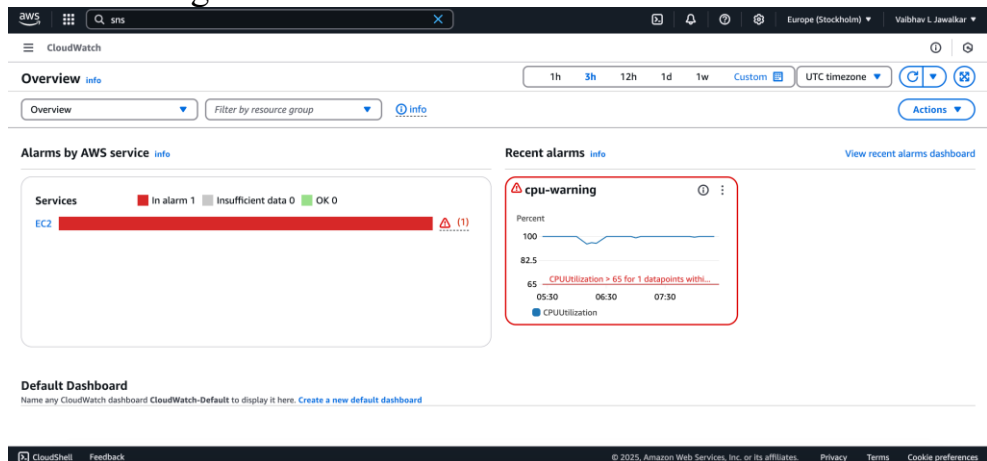 aws
sns
Europe (Stockholm)
Vaibhav L Jawalkar
CloudWatch
Overview info
1h 3h 12h 1d 1w Custom
UTC timezone
Overview
Filter by resource group
info
Actions
Alarms by AWS service info
Recent alarms info
View recent alarms dashboard
Services
In alarm 1 Insufficient data 0 OK 0
EC2
(1)
cpu-warning
Percent
100
82.5
65
CPUUtilization > 65 for 1 datapoints withi...
05:30 06:30 07:30
CPUUtilization
Default Dashboard
Name any CloudWatch dashboard CloudWatch-Default to display it here. Create a new default dashboard
CloudShell Feedback
© 2025, Amazon Web Services, Inc. or its affiliates. Privacy Terms Cookie preferences